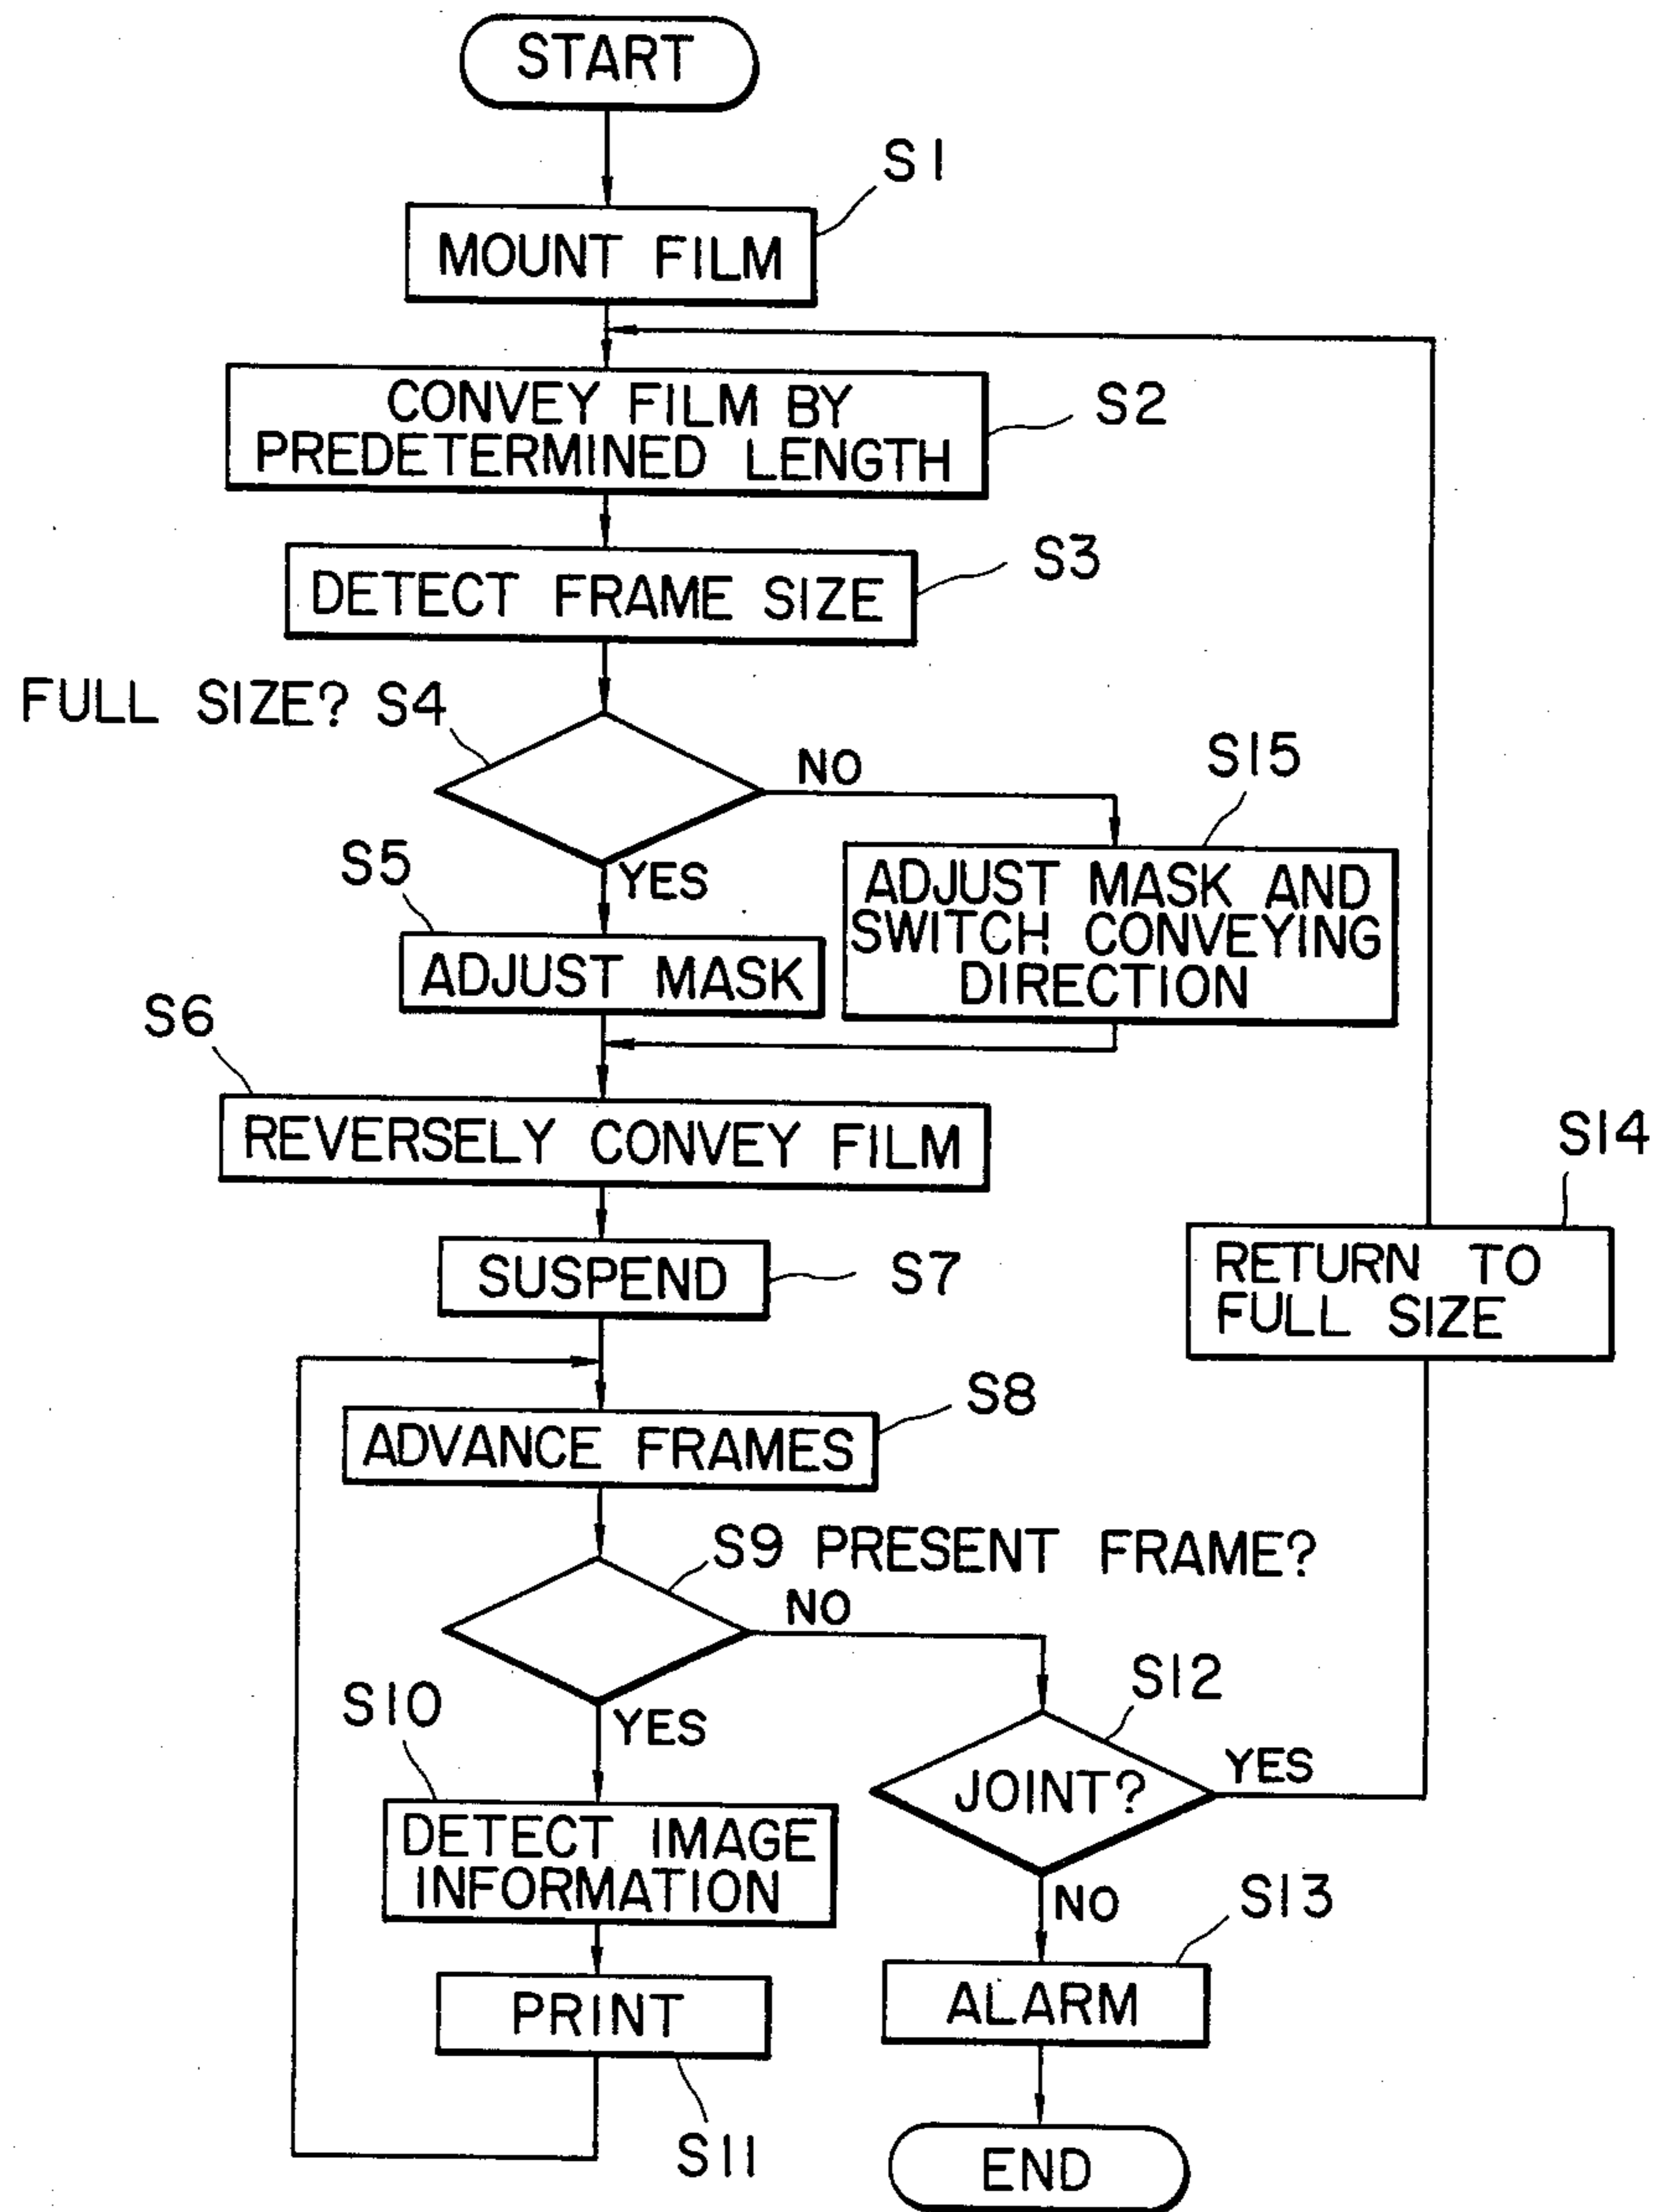 START
S1
MOUNT FILM
CONVEY FILM BY
PREDETERMINED LENGTH
S2
DETECT FRAME SIZE
S3
FULL SIZE? S4
NO
S15
YES
S5
ADJUST MASK AND
SWITCH CONVEYING
DIRECTION
ADJUST MASK
S6
REVERSELY CONVEY FILM
S14
RETURN TO
FULL SIZE
SUSPEND
S7
S8
ADVANCE FRAMES
S9 PRESENT FRAME?
NO
S12
S10
YES
JOINT?
YES
DETECT IMAGE
INFORMATION
NO
S13
PRINT
ALARM
S11
END